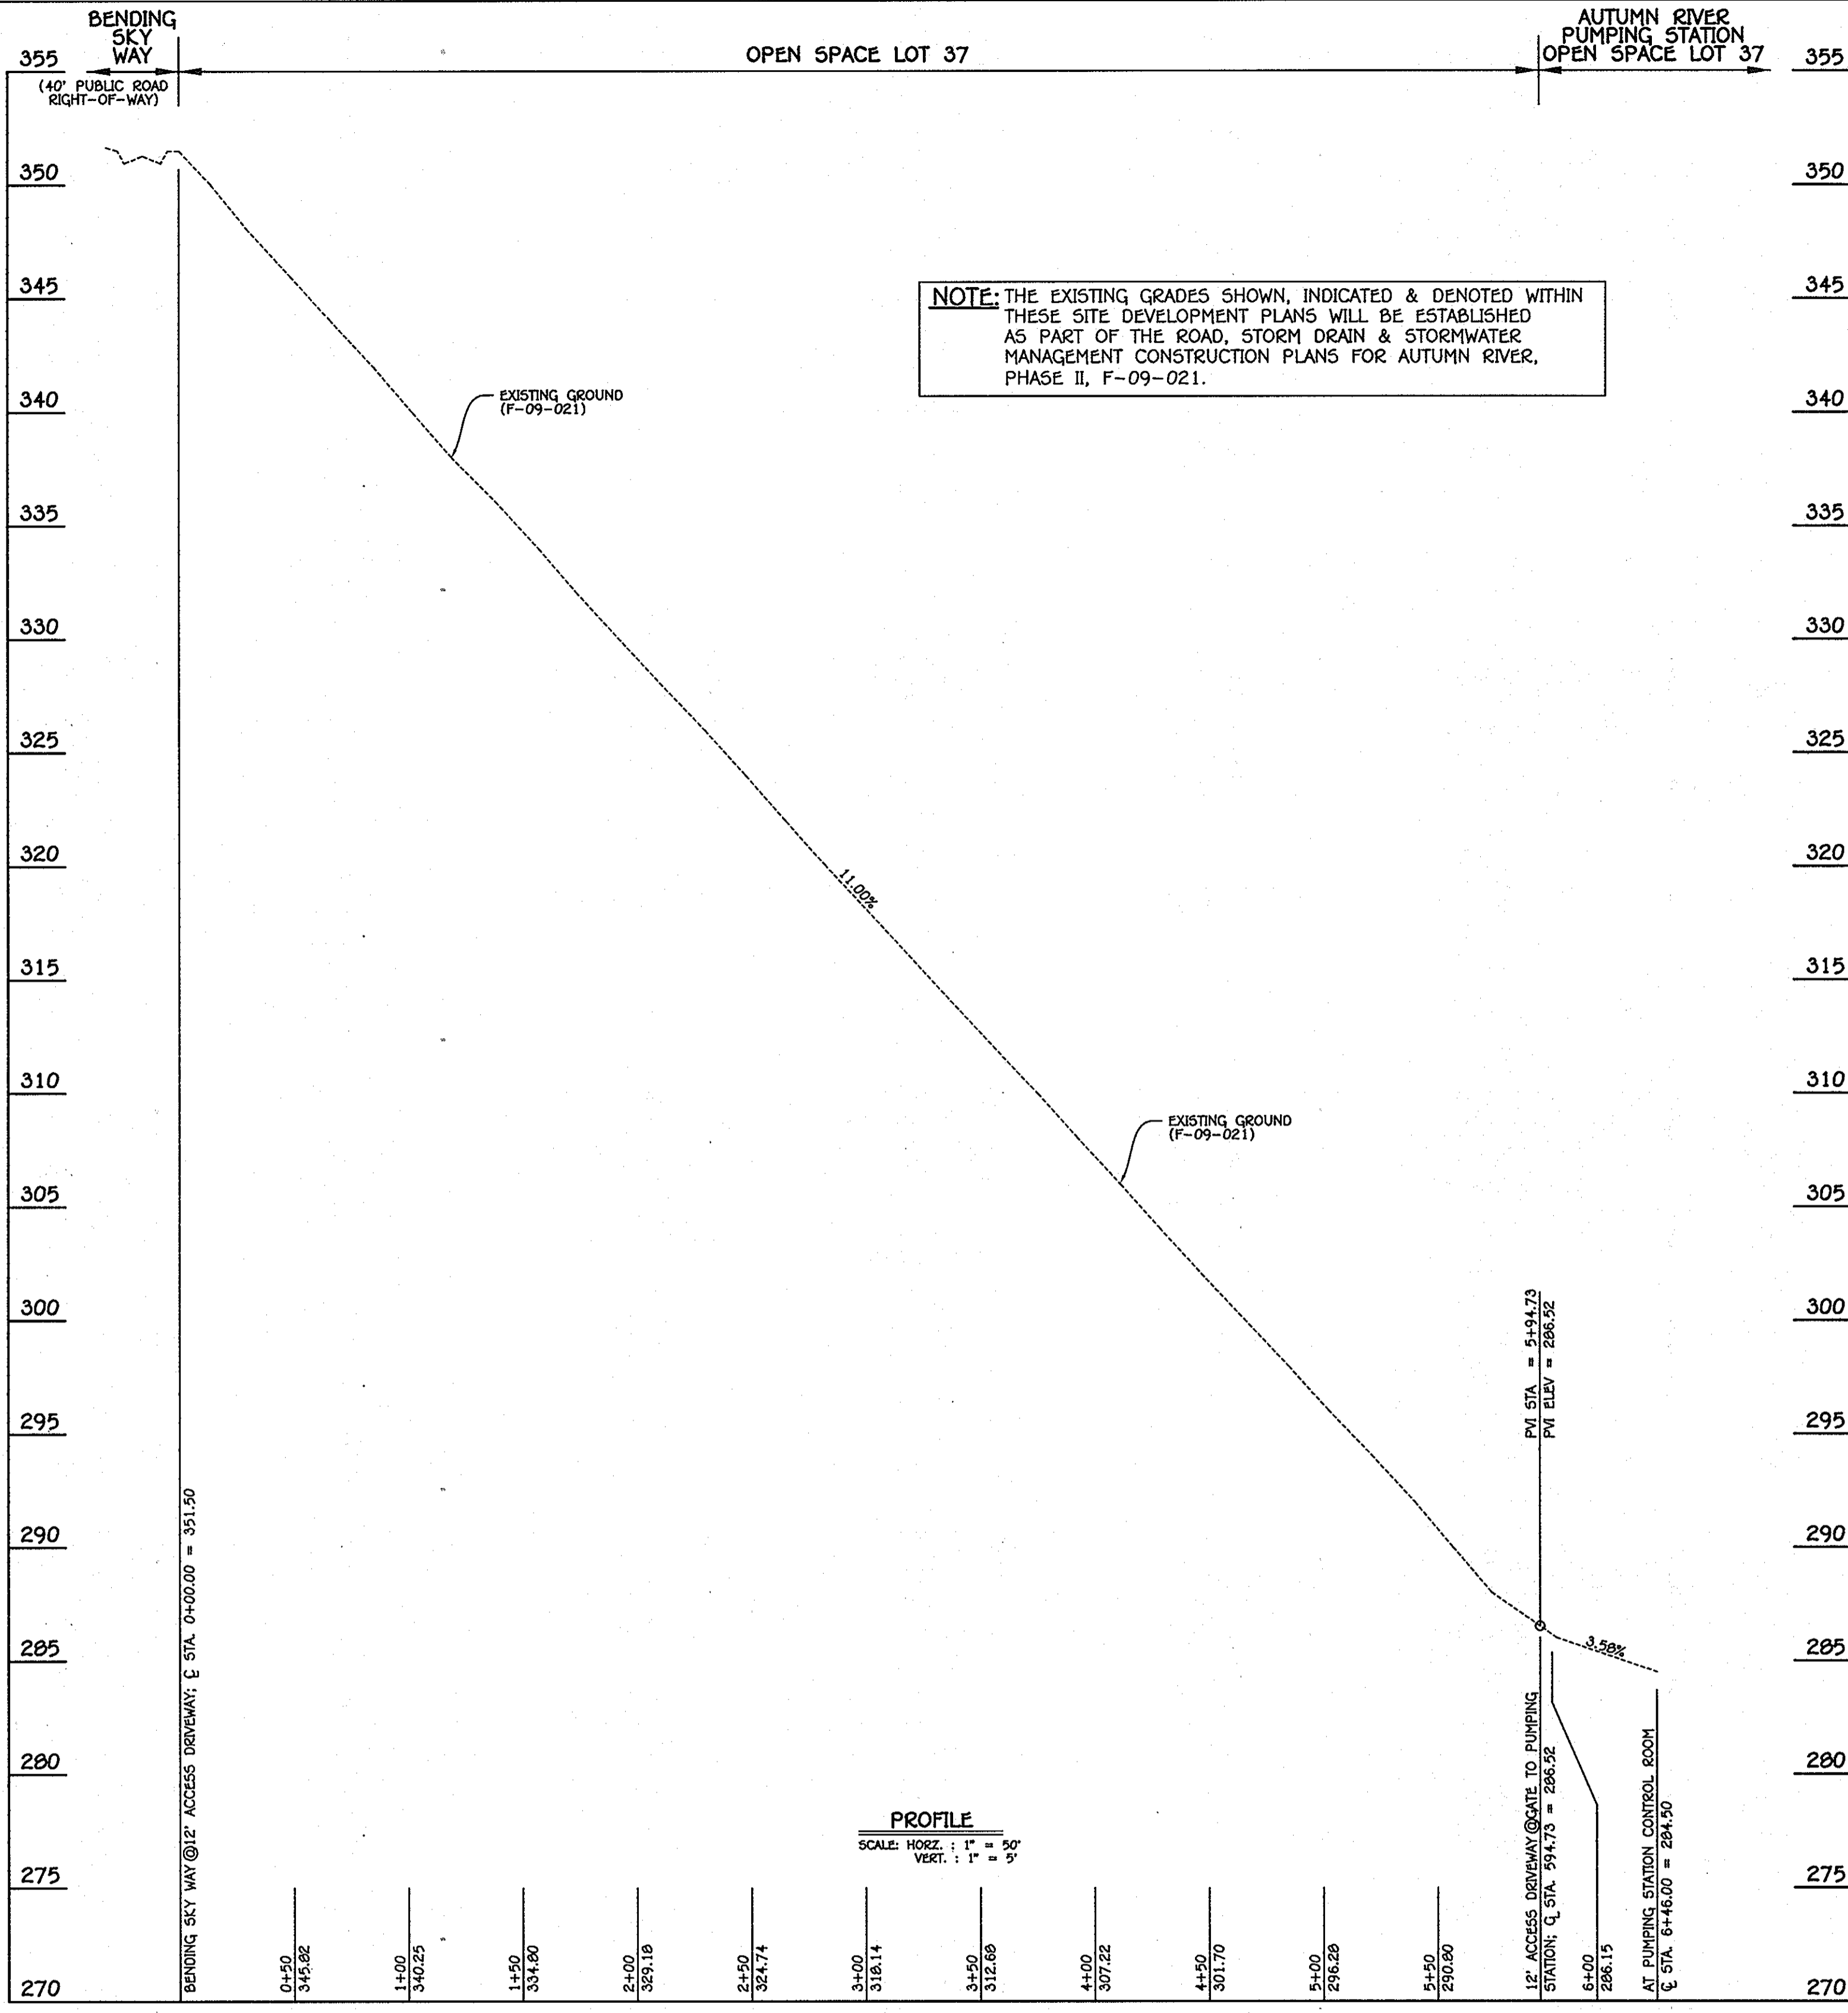 BENDING
SKY
WAY
(40' PUBLIC ROAD
RIGHT-OF-WAY)
OPEN SPACE LOT 37
AUTUMN RIVER
PUMPING STATION
OPEN SPACE LOT 37
355
350
345
340
335
330
325
320
315
310
305
300
295
290
285
280
275
270
355
350
345
340
335
330
325
320
315
310
305
300
295
290
285
280
275
270
NOTE: THE EXISTING GRADES SHOWN, INDICATED & DENOTED WITHIN
THESE SITE DEVELOPMENT PLANS WILL BE ESTABLISHED
AS PART OF THE ROAD, STORM DRAIN & STORMWATER
MANAGEMENT CONSTRUCTION PLANS FOR AUTUMN RIVER,
PHASE II, F-09-021.
EXISTING GROUND
(F-09-021)
11.00%
EXISTING GROUND
(F-09-021)
PVI STA = 5+94.73
PVI ELEV = 286.52
3.58%
BENDING SKY WAY @12' ACCESS DRIVEWAY; ℄ STA. 0+00.00 = 351.50
PROFILE
SCALE: HORZ. : 1" = 50'
VERT. : 1" = 5'
0+50
345.82
1+00
340.25
1+50
334.80
2+00
329.18
2+50
324.74
3+00
318.14
3+50
312.68
4+00
307.22
4+50
301.70
5+00
296.28
5+50
290.80
12' ACCESS DRIVEWAY @GATE TO PUMPING
STATION; ℄ STA. 594.73 = 286.52
6+00
286.15
AT PUMPING STATION CONTROL ROOM
℄ STA. 6+46.00 = 284.50